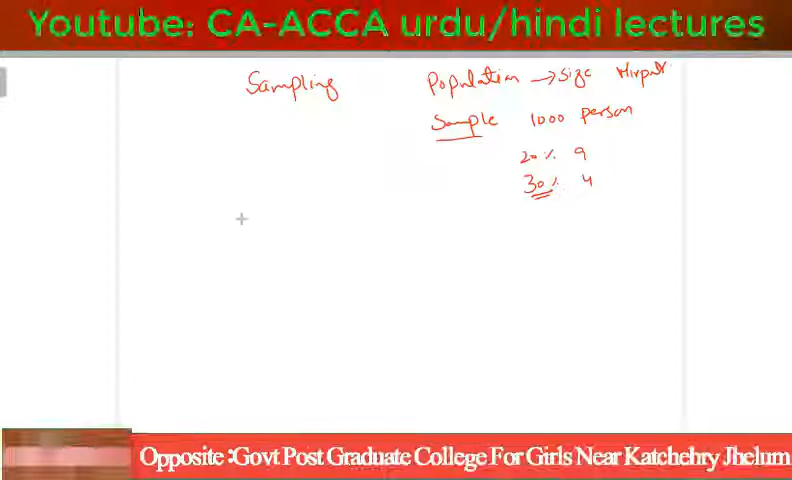 Youtube: CA-ACCA urdu/hindi lectures
Sampling Population → Size
Sample 1000 person
20% 9
30% 4
Opposite :Govt Post Graduate College For Girls Near Katchehry Jhelum